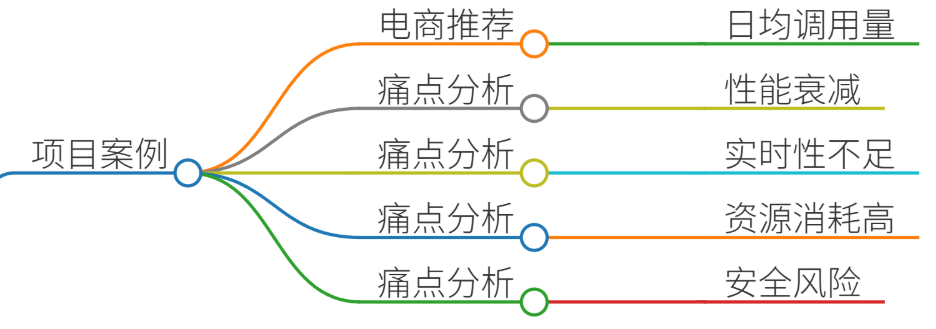 项目案例
电商推荐
日均调用量
痛点分析
性能衰减
痛点分析
实时性不足
痛点分析
资源消耗高
痛点分析
安全风险